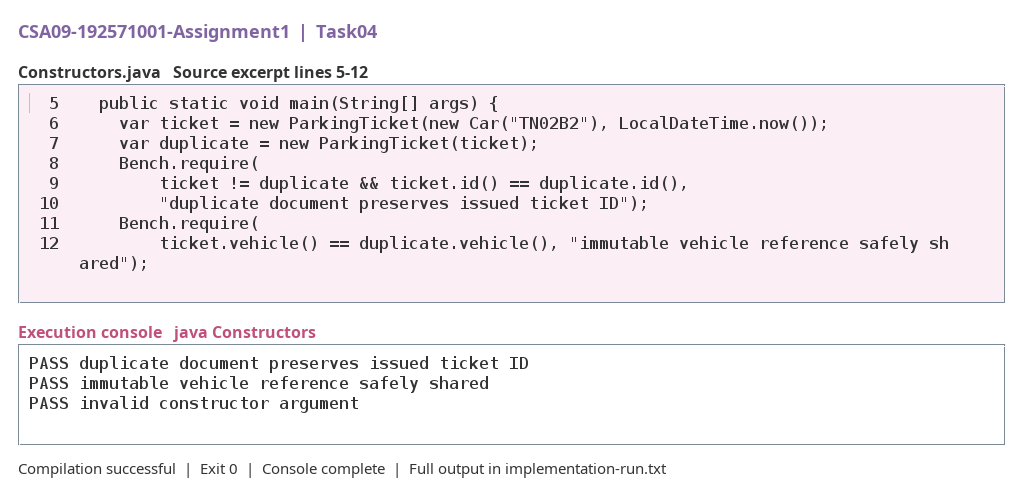 CSA09-192571001-Assignment1 | Task04
Constructors.java Source excerpt lines 5-12
5 public static void main(String[] args) {
6 var ticket = new ParkingTicket(new Car("TN02B2"), LocalDateTime.now());
7 var duplicate = new ParkingTicket(ticket);
8 Bench.require(
9 ticket != duplicate && ticket.id() == duplicate.id(),
10 "duplicate document preserves issued ticket ID");
11 Bench.require(
12 ticket.vehicle() == duplicate.vehicle(), "immutable vehicle reference safely sh
ared");
Execution console java Constructors
PASS duplicate document preserves issued ticket ID
PASS immutable vehicle reference safely shared
PASS invalid constructor argument
Compilation successful | Exit 0 | Console complete | Full output in implementation-run.txt